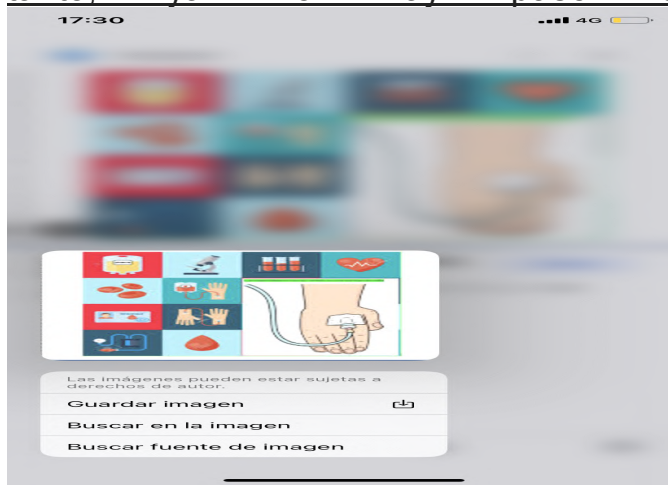 17:30
4G
Las imágenes pueden estar sujetas a
derechos de autor.
Guardar imagen
Buscar en la imagen
Buscar fuente de imagen